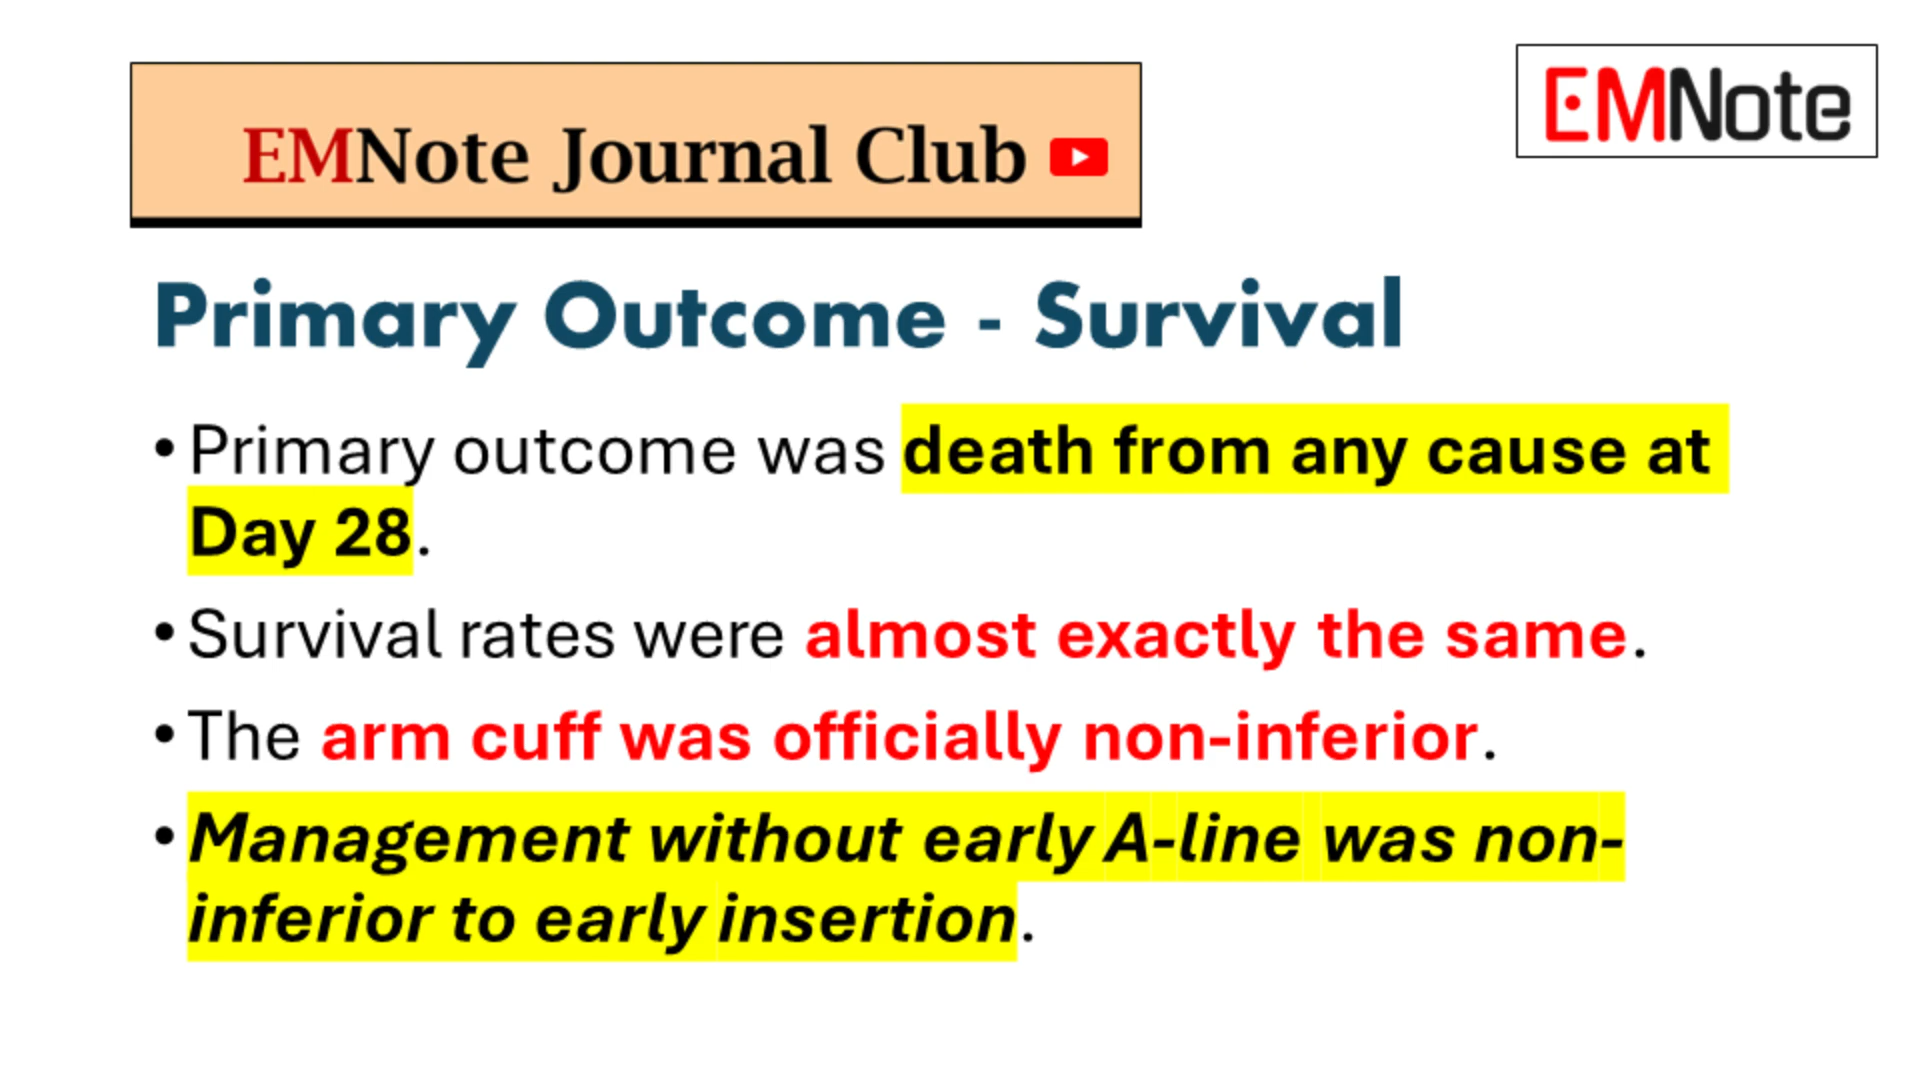 EMNote Journal Club
EMNote
Primary Outcome - Survival
• Primary outcome was death from any cause at
Day 28.
• Survival rates were almost exactly the same.
• The arm cuff was officially non-inferior.
• Management without early A-line was non-
inferior to early insertion.